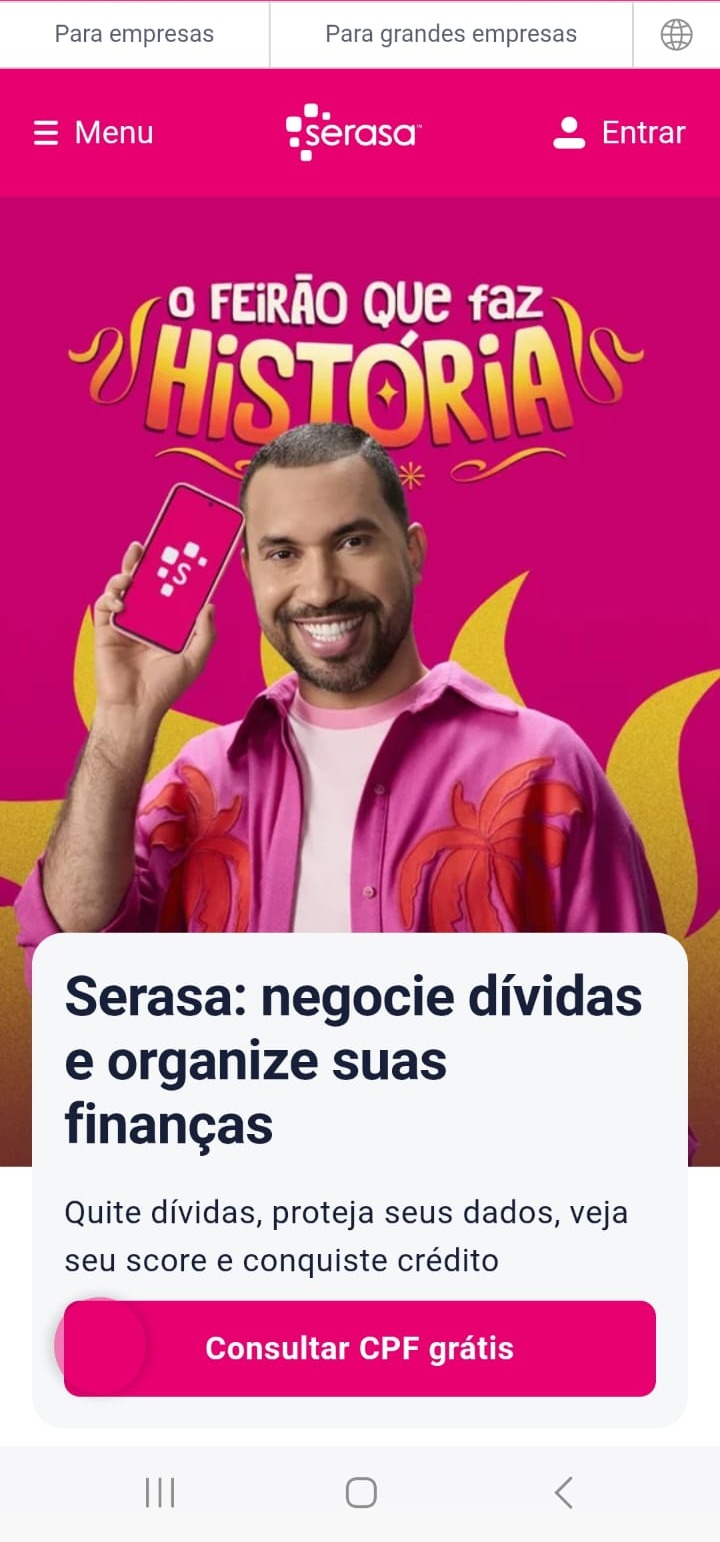 Para empresas
Para grandes empresas
Menu
serasa
Entrar
O FEiRÃO QUe faz
HiSTÓRiA
S
Serasa: negocie dívidas
e organize suas
finanças
Quite dívidas, proteja seus dados, veja
seu score e conquiste crédito
Consultar CPF grátis